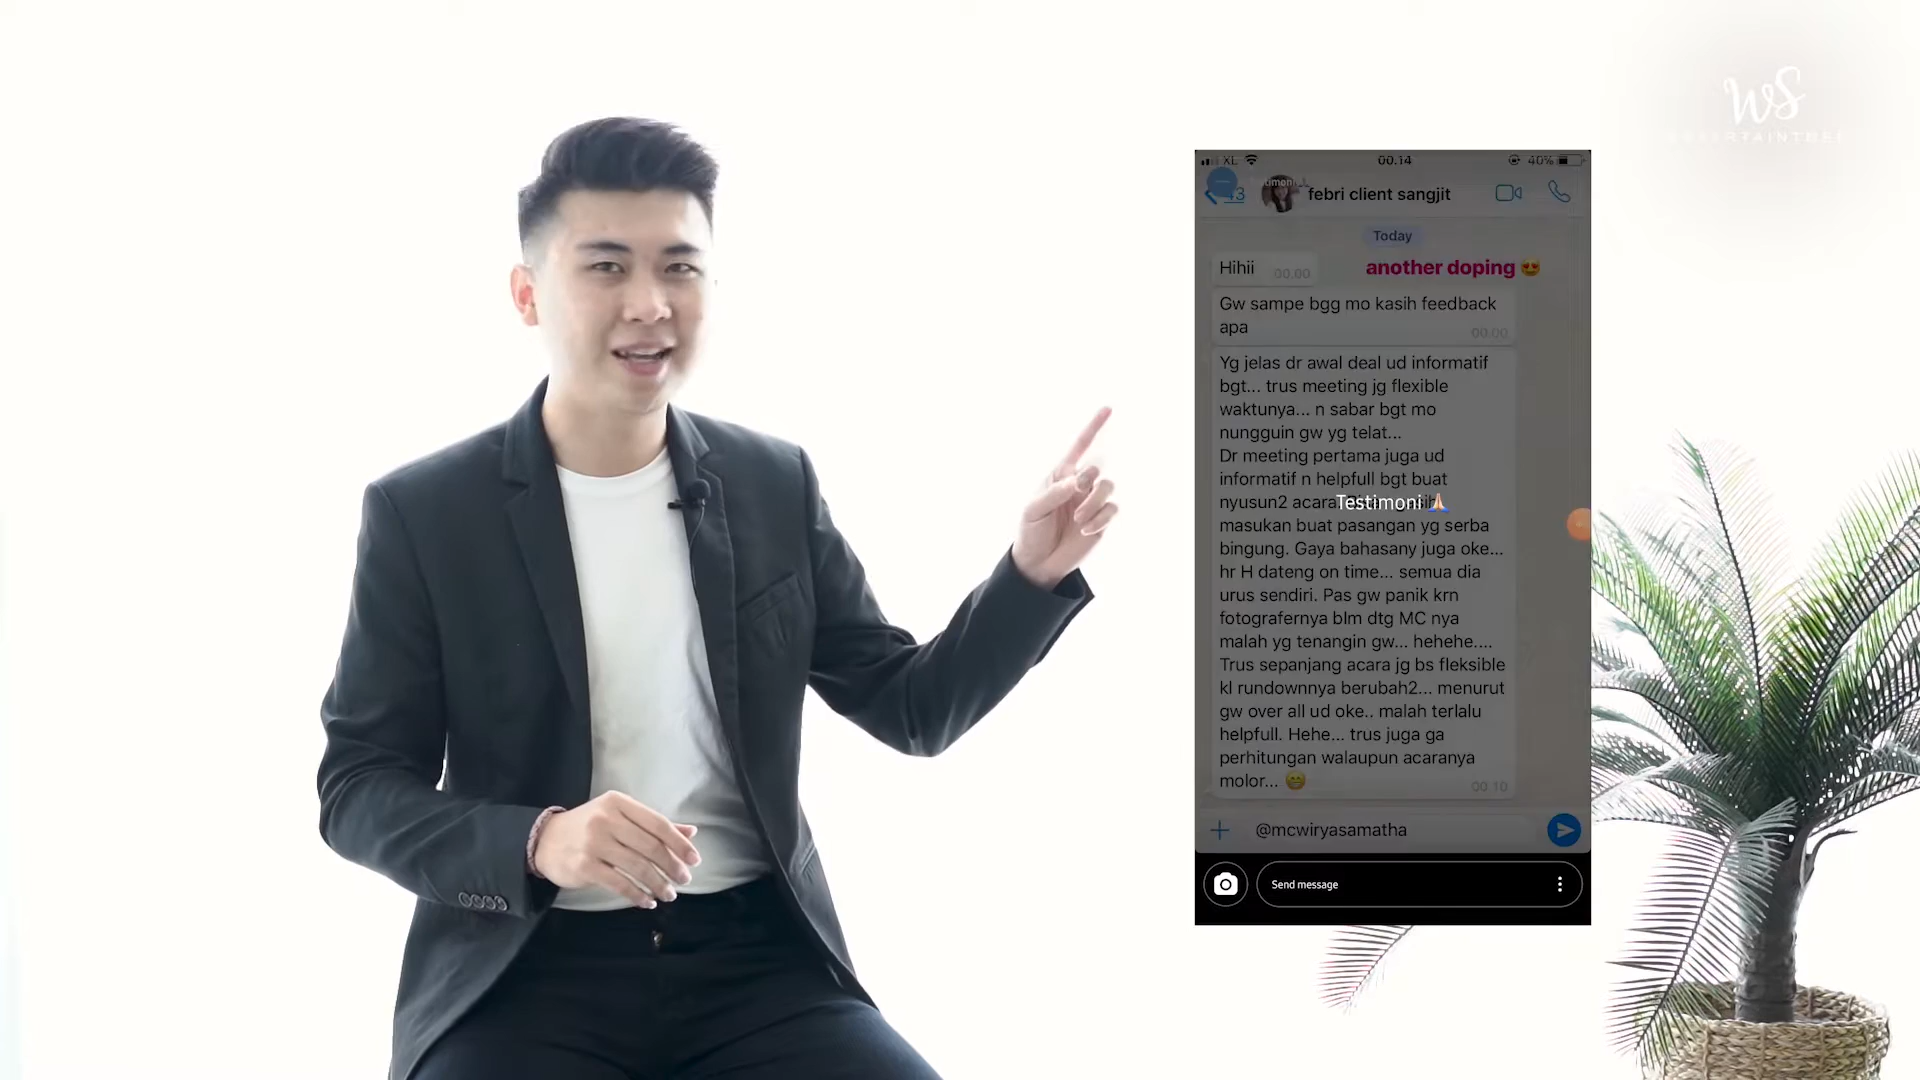 WS
XL 00.14 40%
43 febri client sangjit
Today
Hihii 00.00
another doping 😍
Gw sampe bgg mo kasih feedback
apa 00.00
Yg jelas dr awal deal ud informatif
bgt... trus meeting jg flexible
waktunya... n sabar bgt mo
nungguin gw yg telat...
Dr meeting pertama juga ud
informatif n helpfull bgt buat
nyusun2 acara
Testimoni 🙏
masukan buat pasangan yg serba
bingung. Gaya bahasany juga oke...
hr H dateng on time... semua dia
urus sendiri. Pas gw panik krn
fotografernya blm dtg MC nya
malah yg tenangin gw... hehehe....
Trus sepanjang acara jg bs fleksible
kl rundownnya berubah2... menurut
gw over all ud oke.. malah terlalu
helpfull. Hehe... trus juga ga
perhitungan walaupun acaranya
molor... 😁 00.10
@mcwiryasamatha
Send message